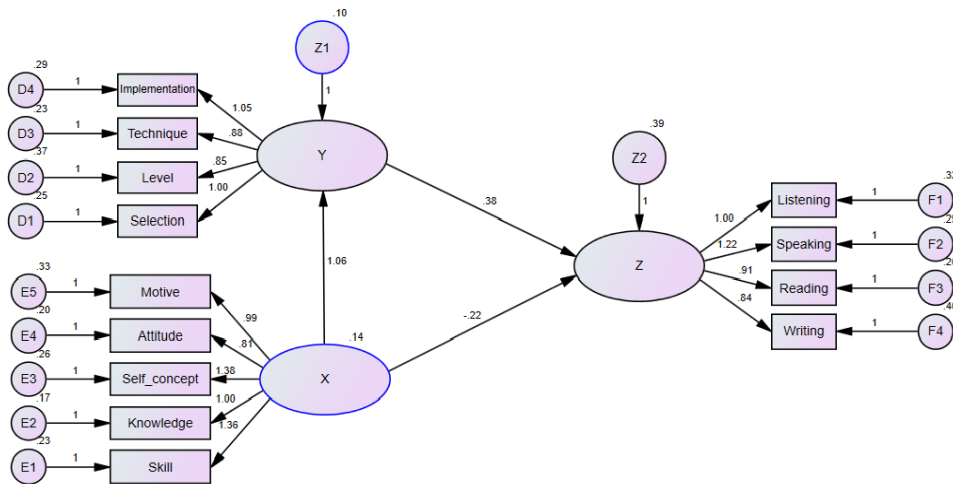 .10
Z1
1
.29
D4
1
Implementation
1.05
.23
D3
1
Technique
.88
.37
D2
1
Level
.85
.25
D1
1
Selection
1.00
Y
.39
Z2
1
.38
1.06
-.22
Z
1.00
Listening
1
F1
1.22
Speaking
1
F2
.91
Reading
1
F3
.84
Writing
1
F4
.33
E5
1
Motive
.99
.20
E4
1
Attitude
.81
.26
E3
1
Self_concept
1.38
.17
E2
1
Knowledge
1.00
.23
E1
1
Skill
1.36
.14
X